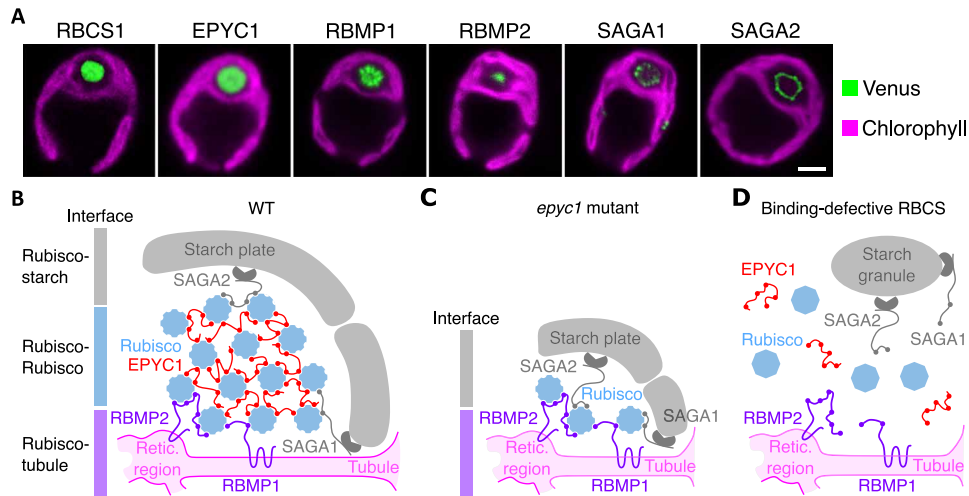 A
RBCS1 EPYC1 RBMP1 RBMP2 SAGA1 SAGA2
Venus
Chlorophyll
B
WT
Interface
Rubisco-
starch
Rubisco-
Rubisco
Rubisco-
tubule
Starch plate
SAGA2
Rubisco
EPYC1
RBMP2
SAGA1
Retic.
region
Tubule
RBMP1
C
epyc1 mutant
Interface
Starch plate
SAGA2
Rubisco
RBMP2
SAGA1
Retic.
region
Tubule
RBMP1
D
Binding-defective RBCS
EPYC1
Starch
granule
SAGA2
SAGA1
Rubisco
RBMP2
Retic.
region
Tubule
RBMP1